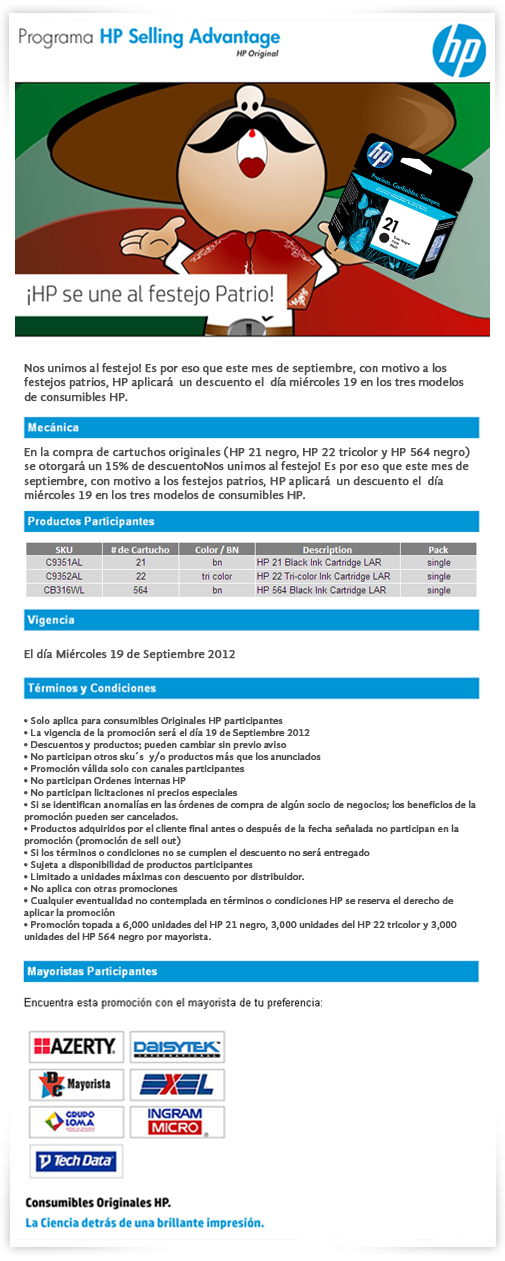 Programa HP Selling Advantage
HP Original
hp
hp
Precisos. Confiables. Siempre.
21
¡HP se une al festejo Patrio!
Nos unimos al festejo! Es por eso que este mes de septiembre, con motivo a los
festejos patrios, HP aplicará un descuento el día miércoles 19 en los tres modelos
de consumibles HP.
Mecánica
En la compra de cartuchos originales (HP 21 negro, HP 22 tricolor y HP 564 negro)
se otorgará un 15% de descuentoNos unimos al festejo! Es por eso que este mes de
septiembre, con motivo a los festejos patrios, HP aplicará un descuento el día
miércoles 19 en los tres modelos de consumibles HP.
Productos Participantes
SKU # de Cartucho Color / BN Description Pack
C9351AL 21 bn HP 21 Black Ink Cartridge LAR single
C9352AL 22 tri color HP 22 Tri-color Ink Cartridge LAR single
CB316WL 564 bn HP 564 Black Ink Cartridge LAR single
Vigencia
El día Miércoles 19 de Septiembre 2012
Términos y Condiciones
• Solo aplica para consumibles Originales HP participantes
• La vigencia de la promoción será el día 19 de Septiembre 2012
• Descuentos y productos; pueden cambiar sin previo aviso
• No participan otros sku´s y/o productos más que los anunciados
• Promoción válida solo con canales participantes
• No participan Ordenes internas HP
• No participan licitaciones ni precios especiales
• Si se identifican anomalías en las órdenes de compra de algún socio de negocios; los beneficios de la
promoción pueden ser cancelados.
• Productos adquiridos por el cliente final antes o después de la fecha señalada no participan en la
promoción (promoción de sell out)
• Si los términos o condiciones no se cumplen el descuento no será entregado
• Sujeta a disponibilidad de productos participantes
• Limitado a unidades máximas con descuento por distribuidor.
• No aplica con otras promociones
• Cualquier eventualidad no contemplada en términos o condiciones HP se reserva el derecho de
aplicar la promoción
• Promoción topada a 6,000 unidades del HP 21 negro, 3,000 unidades del HP 22 tricolor y 3,000
unidades del HP 564 negro por mayorista.
Mayoristas Participantes
Encuentra esta promoción con el mayorista de tu preferencia:
AZERTY. DAISYTEK
INTERNATIONAL
DC Mayorista EXEL
GRUPO LOMA INGRAM MICRO®
Tech Data
Consumibles Originales HP.
La Ciencia detrás de una brillante impresión.